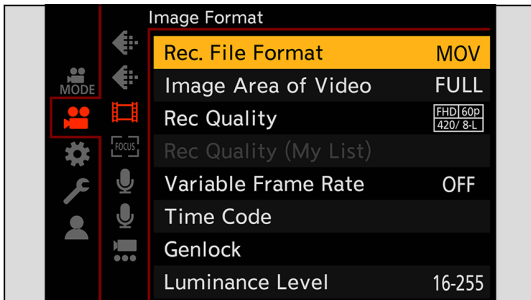 Image Format
Rec. File Format MOV
MODE
Image Area of Video FULL
Rec Quality FHD 60p 420/ 8-L
FOCUS
Rec Quality (My List)
Variable Frame Rate OFF
Time Code
Genlock
Luminance Level 16-255